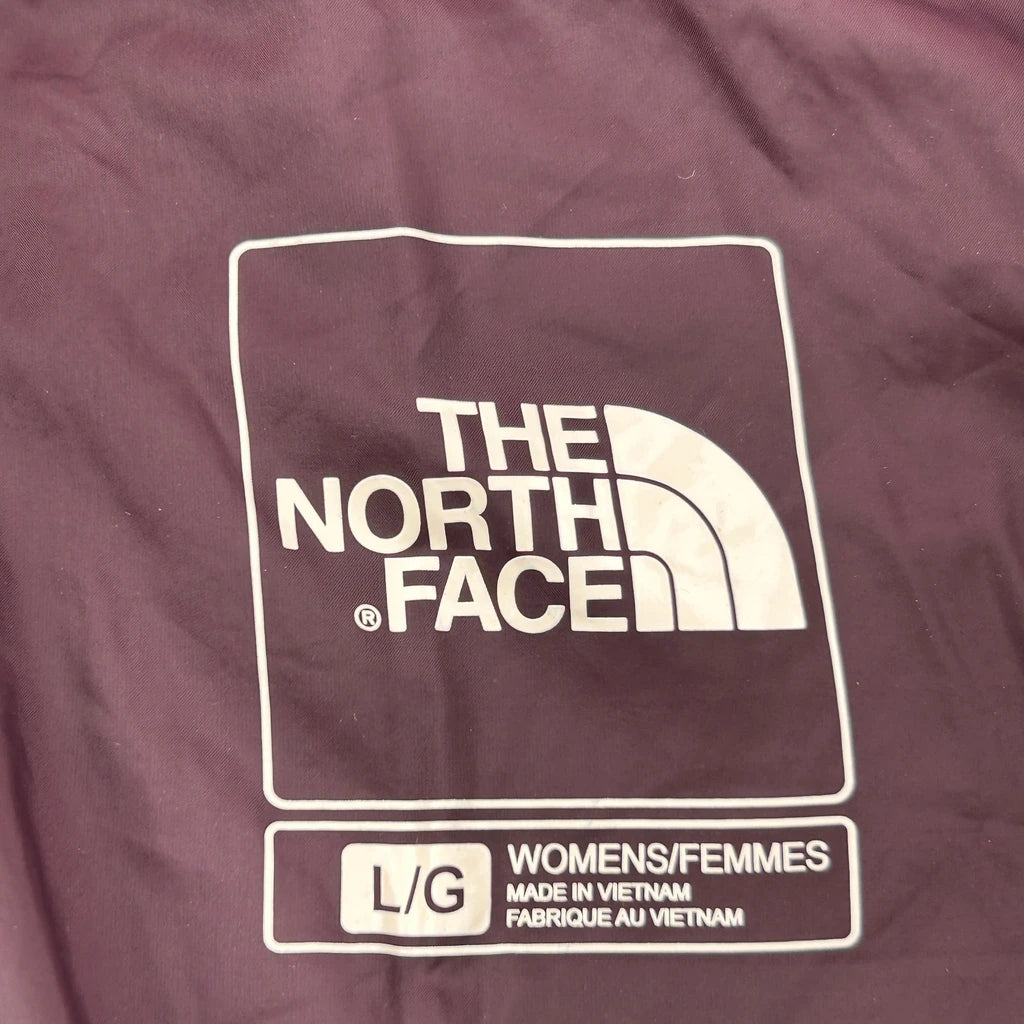 THE
NORTH
®FACE
L/G
WOMENS/FEMMES
MADE IN VIETNAM
FABRIQUE AU VIETNAM